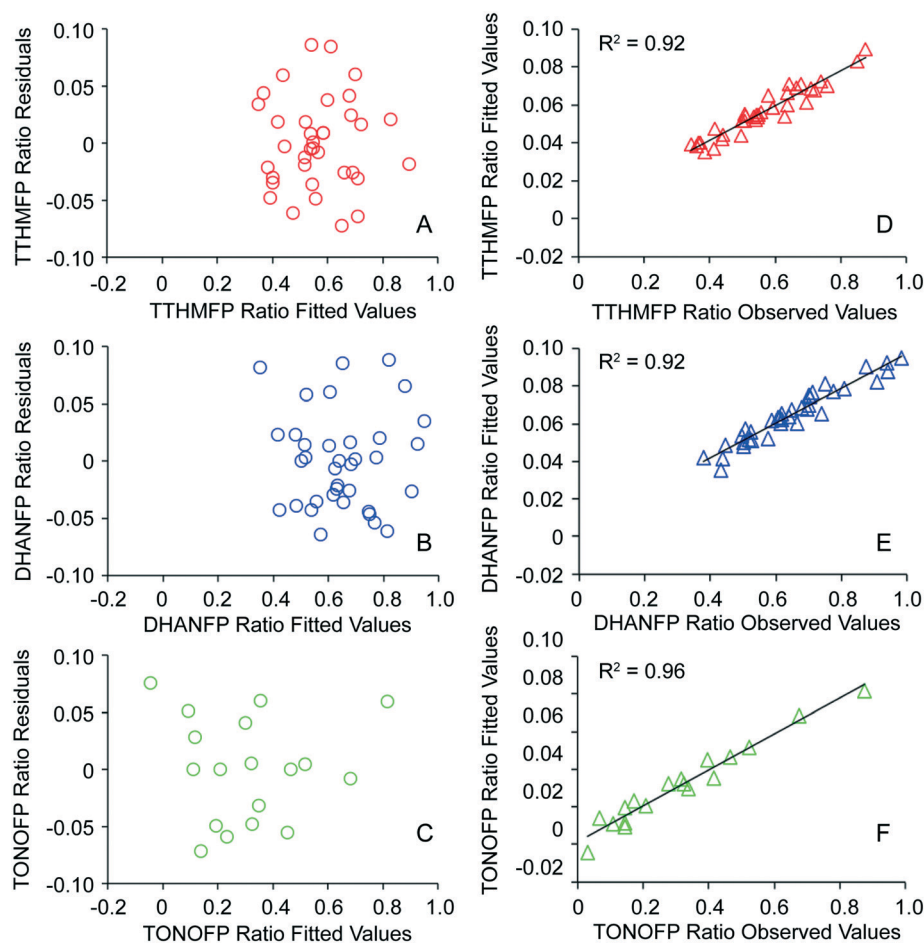 TTHMFP Ratio Residuals
0.10
0.05
0
-0.05
-0.10
A
-0.2 0 0.2 0.4 0.6 0.8 1.0
TTHMFP Ratio Fitted Values
TTHMFP Ratio Fitted Values
0.10
0.08
0.06
0.04
0.02
0
-0.02
R² = 0.92
D
0 0.2 0.4 0.6 0.8 1.0
TTHMFP Ratio Observed Values
DHANFP Ratio Residuals
0.10
0.05
0
-0.05
-0.10
B
-0.2 0 0.2 0.4 0.6 0.8 1.0
DHANFP Ratio Fitted Values
DHANFP Ratio Fitted Values
0.10
0.08
0.06
0.04
0.02
0
-0.02
R² = 0.92
E
0 0.2 0.4 0.6 0.8 1.0
DHANFP Ratio Observed Values
TONOFP Ratio Residuals
0.10
0.05
0
-0.05
-0.10
C
-0.2 0 0.2 0.4 0.6 0.8 1.0
TONOFP Ratio Fitted Values
TONOFP Ratio Fitted Values
0.10
0.08
0.06
0.04
0.02
0
-0.02
R² = 0.96
F
0 0.2 0.4 0.6 0.8 1.0
TONOFP Ratio Observed Values